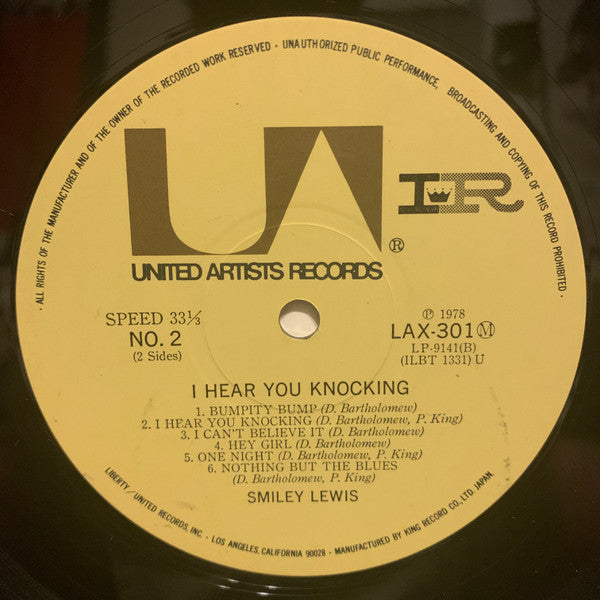 · ALL RIGHTS OF THE MANUFACTURER AND OF THE OWNER OF THE RECORDED WORK RESERVED · UNAUTHORIZED PUBLIC PERFORMANCE, BROADCASTING AND COPYING OF THIS RECORD PROHIBITED ·
UA
IR
®
UNITED ARTISTS RECORDS
SPEED 33⅓
NO. 2
(2 Sides)
℗ 1978
LAX-301 Ⓜ
LP-9141(B)
(ILBT 1331) U
I HEAR YOU KNOCKING
1. BUMPITY BUMP (D. Bartholomew)
2. I HEAR YOU KNOCKING (D. Bartholomew, P. King)
3. I CAN'T BELIEVE IT (D. Bartholomew)
4. HEY GIRL (D. Bartholomew)
5. ONE NIGHT (D. Bartholomew, P. King)
6. NOTHING BUT THE BLUES
(D. Bartholomew, P. King)
SMILEY LEWIS
LIBERTY/UNITED RECORDS, INC. · LOS ANGELES, CALIFORNIA 90028 · MANUFACTURED BY KING RECORD CO., LTD. JAPAN.